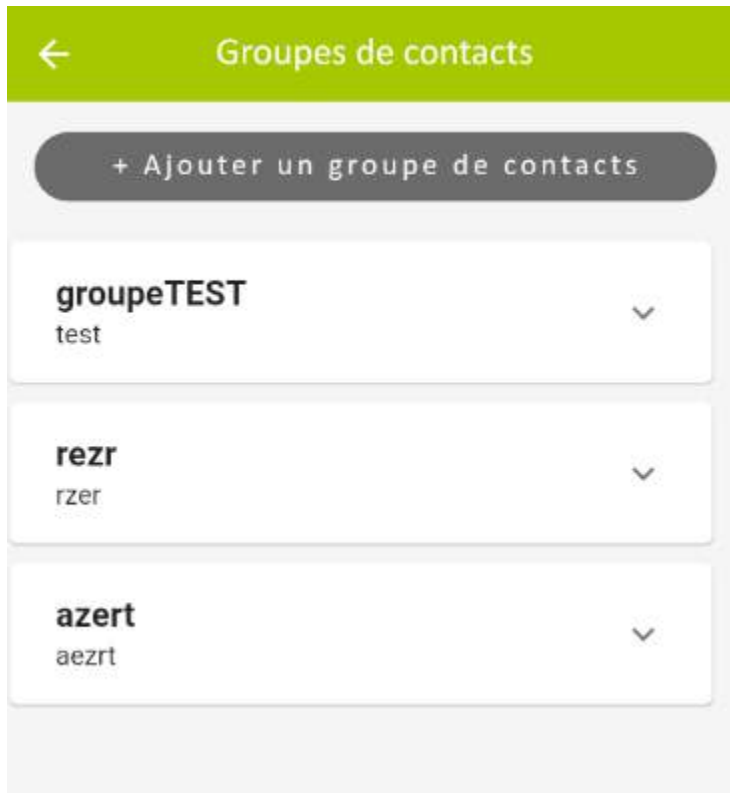 Groupes de contacts
+ Ajouter un groupe de contacts
groupeTEST
test
rezr
rzer
azert
aezrt